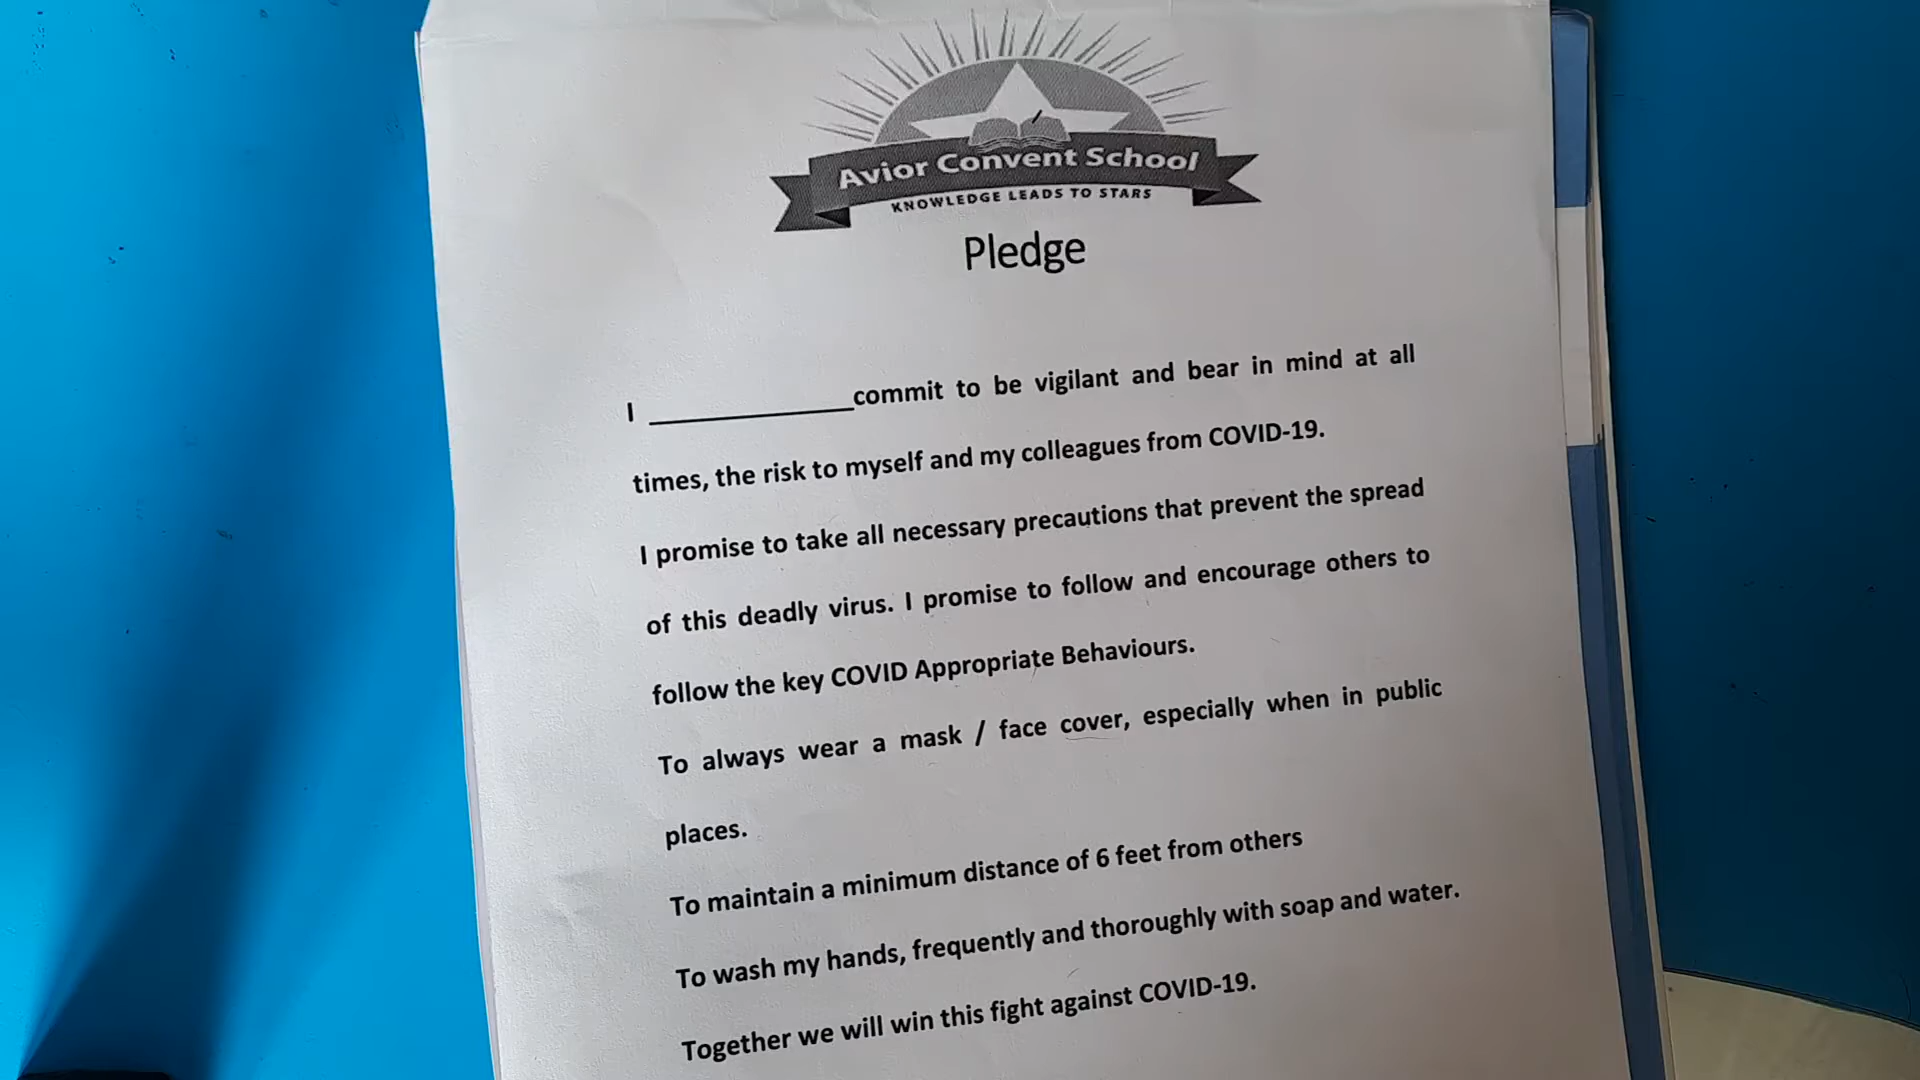 Avior Convent School
KNOWLEDGE LEADS TO STARS
Pledge
I ______________commit to be vigilant and bear in mind at all
times, the risk to myself and my colleagues from COVID-19.
I promise to take all necessary precautions that prevent the spread
of this deadly virus. I promise to follow and encourage others to
follow the key COVID Appropriate Behaviours.
To always wear a mask / face cover, especially when in public
places.
To maintain a minimum distance of 6 feet from others
To wash my hands, frequently and thoroughly with soap and water.
Together we will win this fight against COVID-19.